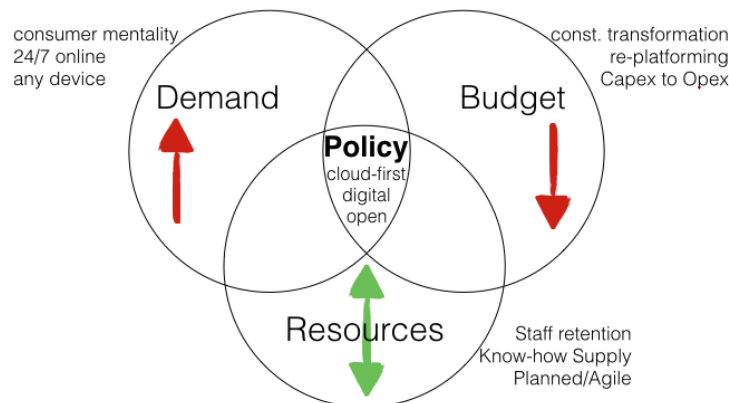 consumer mentality
24/7 online
any device
const. transformation
re-platforming
Capex to Opex
Demand
Budget
Policy
cloud-first
digital
open
Resources
Staff retention
Know-how Supply
Planned/Agile